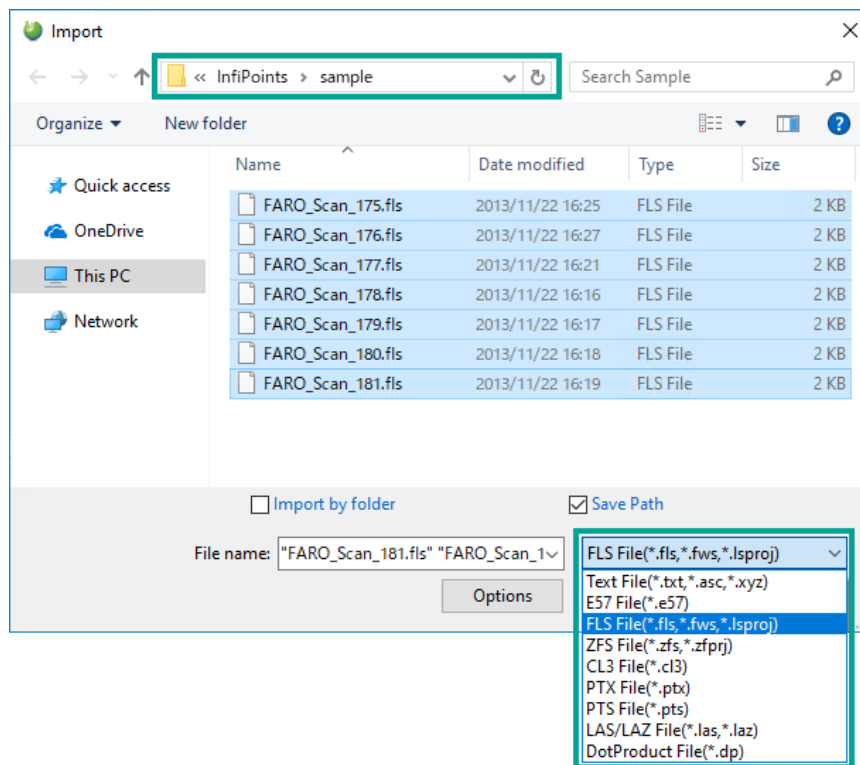 Import
« InfiPoints › sample
Search Sample
Organize New folder
Name Date modified Type Size
Quick access
OneDrive
This PC
Network
FARO_Scan_175.fls 2013/11/22 16:25 FLS File 2 KB
FARO_Scan_176.fls 2013/11/22 16:27 FLS File 2 KB
FARO_Scan_177.fls 2013/11/22 16:21 FLS File 2 KB
FARO_Scan_178.fls 2013/11/22 16:16 FLS File 2 KB
FARO_Scan_179.fls 2013/11/22 16:17 FLS File 2 KB
FARO_Scan_180.fls 2013/11/22 16:18 FLS File 2 KB
FARO_Scan_181.fls 2013/11/22 16:19 FLS File 2 KB
Import by folder Save Path
File name: "FARO_Scan_181.fls" "FARO_Scan_1 FLS File(*.fls,*.fws,*.lsproj)
Options
Text File(*.txt,*.asc,*.xyz)
E57 File(*.e57)
FLS File(*.fls,*.fws,*.lsproj)
ZFS File(*.zfs,*.zfprj)
CL3 File(*.cl3)
PTX File(*.ptx)
PTS File(*.pts)
LAS/LAZ File(*.las,*.laz)
DotProduct File(*.dp)